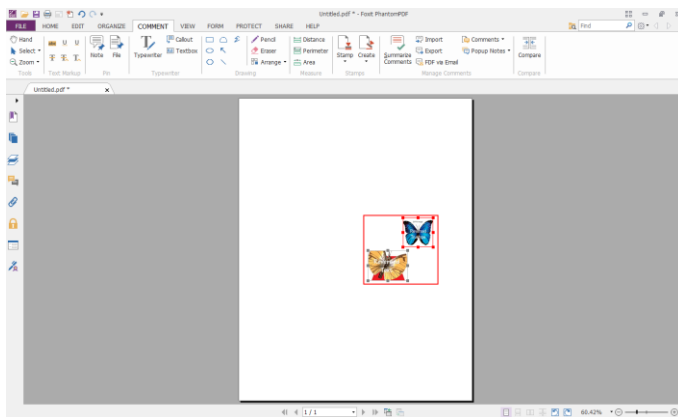 Untitled.pdf * - Foxit PhantomPDF
FILE HOME EDIT ORGANIZE COMMENT VIEW FORM PROTECT SHARE HELP
Find
Hand
Select
Zoom
Tools
Text Markup
Note
File
Pin
Typewriter
Callout
Textbox
Typewriter
Pencil
Eraser
Arrange
Drawing
Distance
Perimeter
Area
Measure
Stamp
Create
Stamps
Summarize
Comments
Import
Export
FDF via Email
Comments
Popup Notes
Manage Comments
Compare
Compare
Untitled.pdf *
1 / 1
60.42%